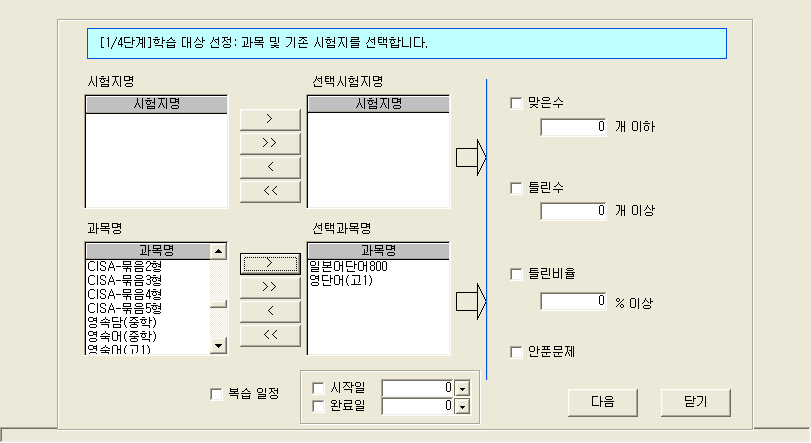 [1/4단계]학습 대상 선정: 과목 및 기존 시험지를 선택합니다.
시험지명
시험지명
>
>>
<
<<
선택시험지명
시험지명
과목명
과목명
CISA-묶음2형
CISA-묶음3형
CISA-묶음4형
CISA-묶음5형
영속담(중학)
영숙어(중학)
영숙어(고1)
>
>>
<
<<
선택과목명
과목명
일본어단어800
영단어(고1)
맞은수
0 개 이하
틀린수
0 개 이상
틀린비율
0 % 이상
안푼문제
복습 일정
시작일 0
완료일 0
다음
닫기